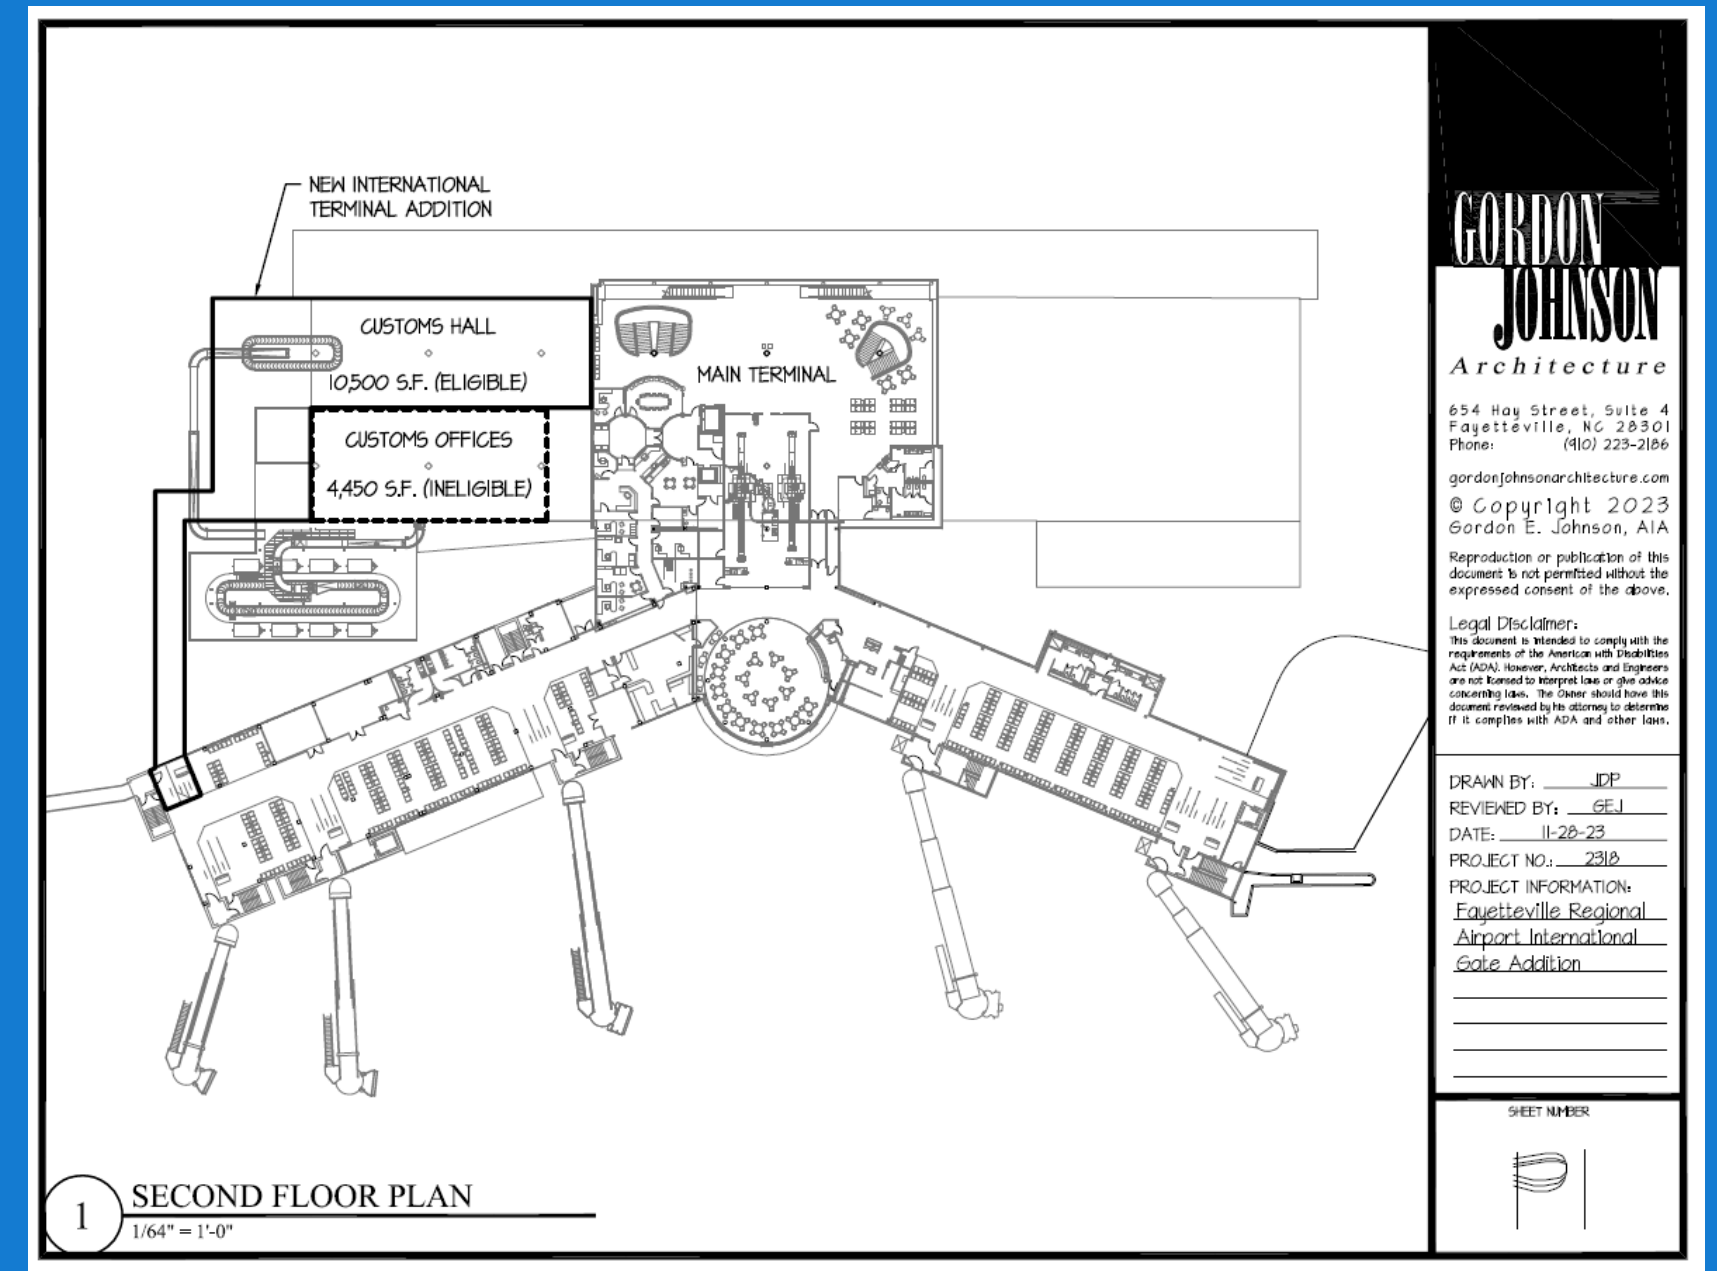 NEW INTERNATIONAL
TERMINAL ADDITION
CUSTOMS HALL
10,500 S.F. (ELIGIBLE)
CUSTOMS OFFICES
4,450 S.F. (INELIGIBLE)
MAIN TERMINAL
1
SECOND FLOOR PLAN
1/64" = 1'-0"
GORDON
JOHNSON
Architecture
654 Hay Street, Suite 4
Fayetteville, NC 28301
Phone: (910) 223-2186
gordonjohnsonarchitecture.com
© Copyright 2023
Gordon E. Johnson, AIA
Reproduction or publication of this
document is not permitted without the
expressed consent of the above.
Legal Disclaimer:
This document is intended to comply with the
requirements of the American with Disabilities
Act (ADA). However, Architects and Engineers
are not licensed to interpret laws or give advice
concerning laws. The Owner should have this
document reviewed by his attorney to determine
if it complies with ADA and other laws.
DRAWN BY: JDP
REVIEWED BY: GEJ
DATE: 11-28-23
PROJECT NO.: 2318
PROJECT INFORMATION:
Fayetteville Regional
Airport International
Gate Addition
SHEET NUMBER
P1